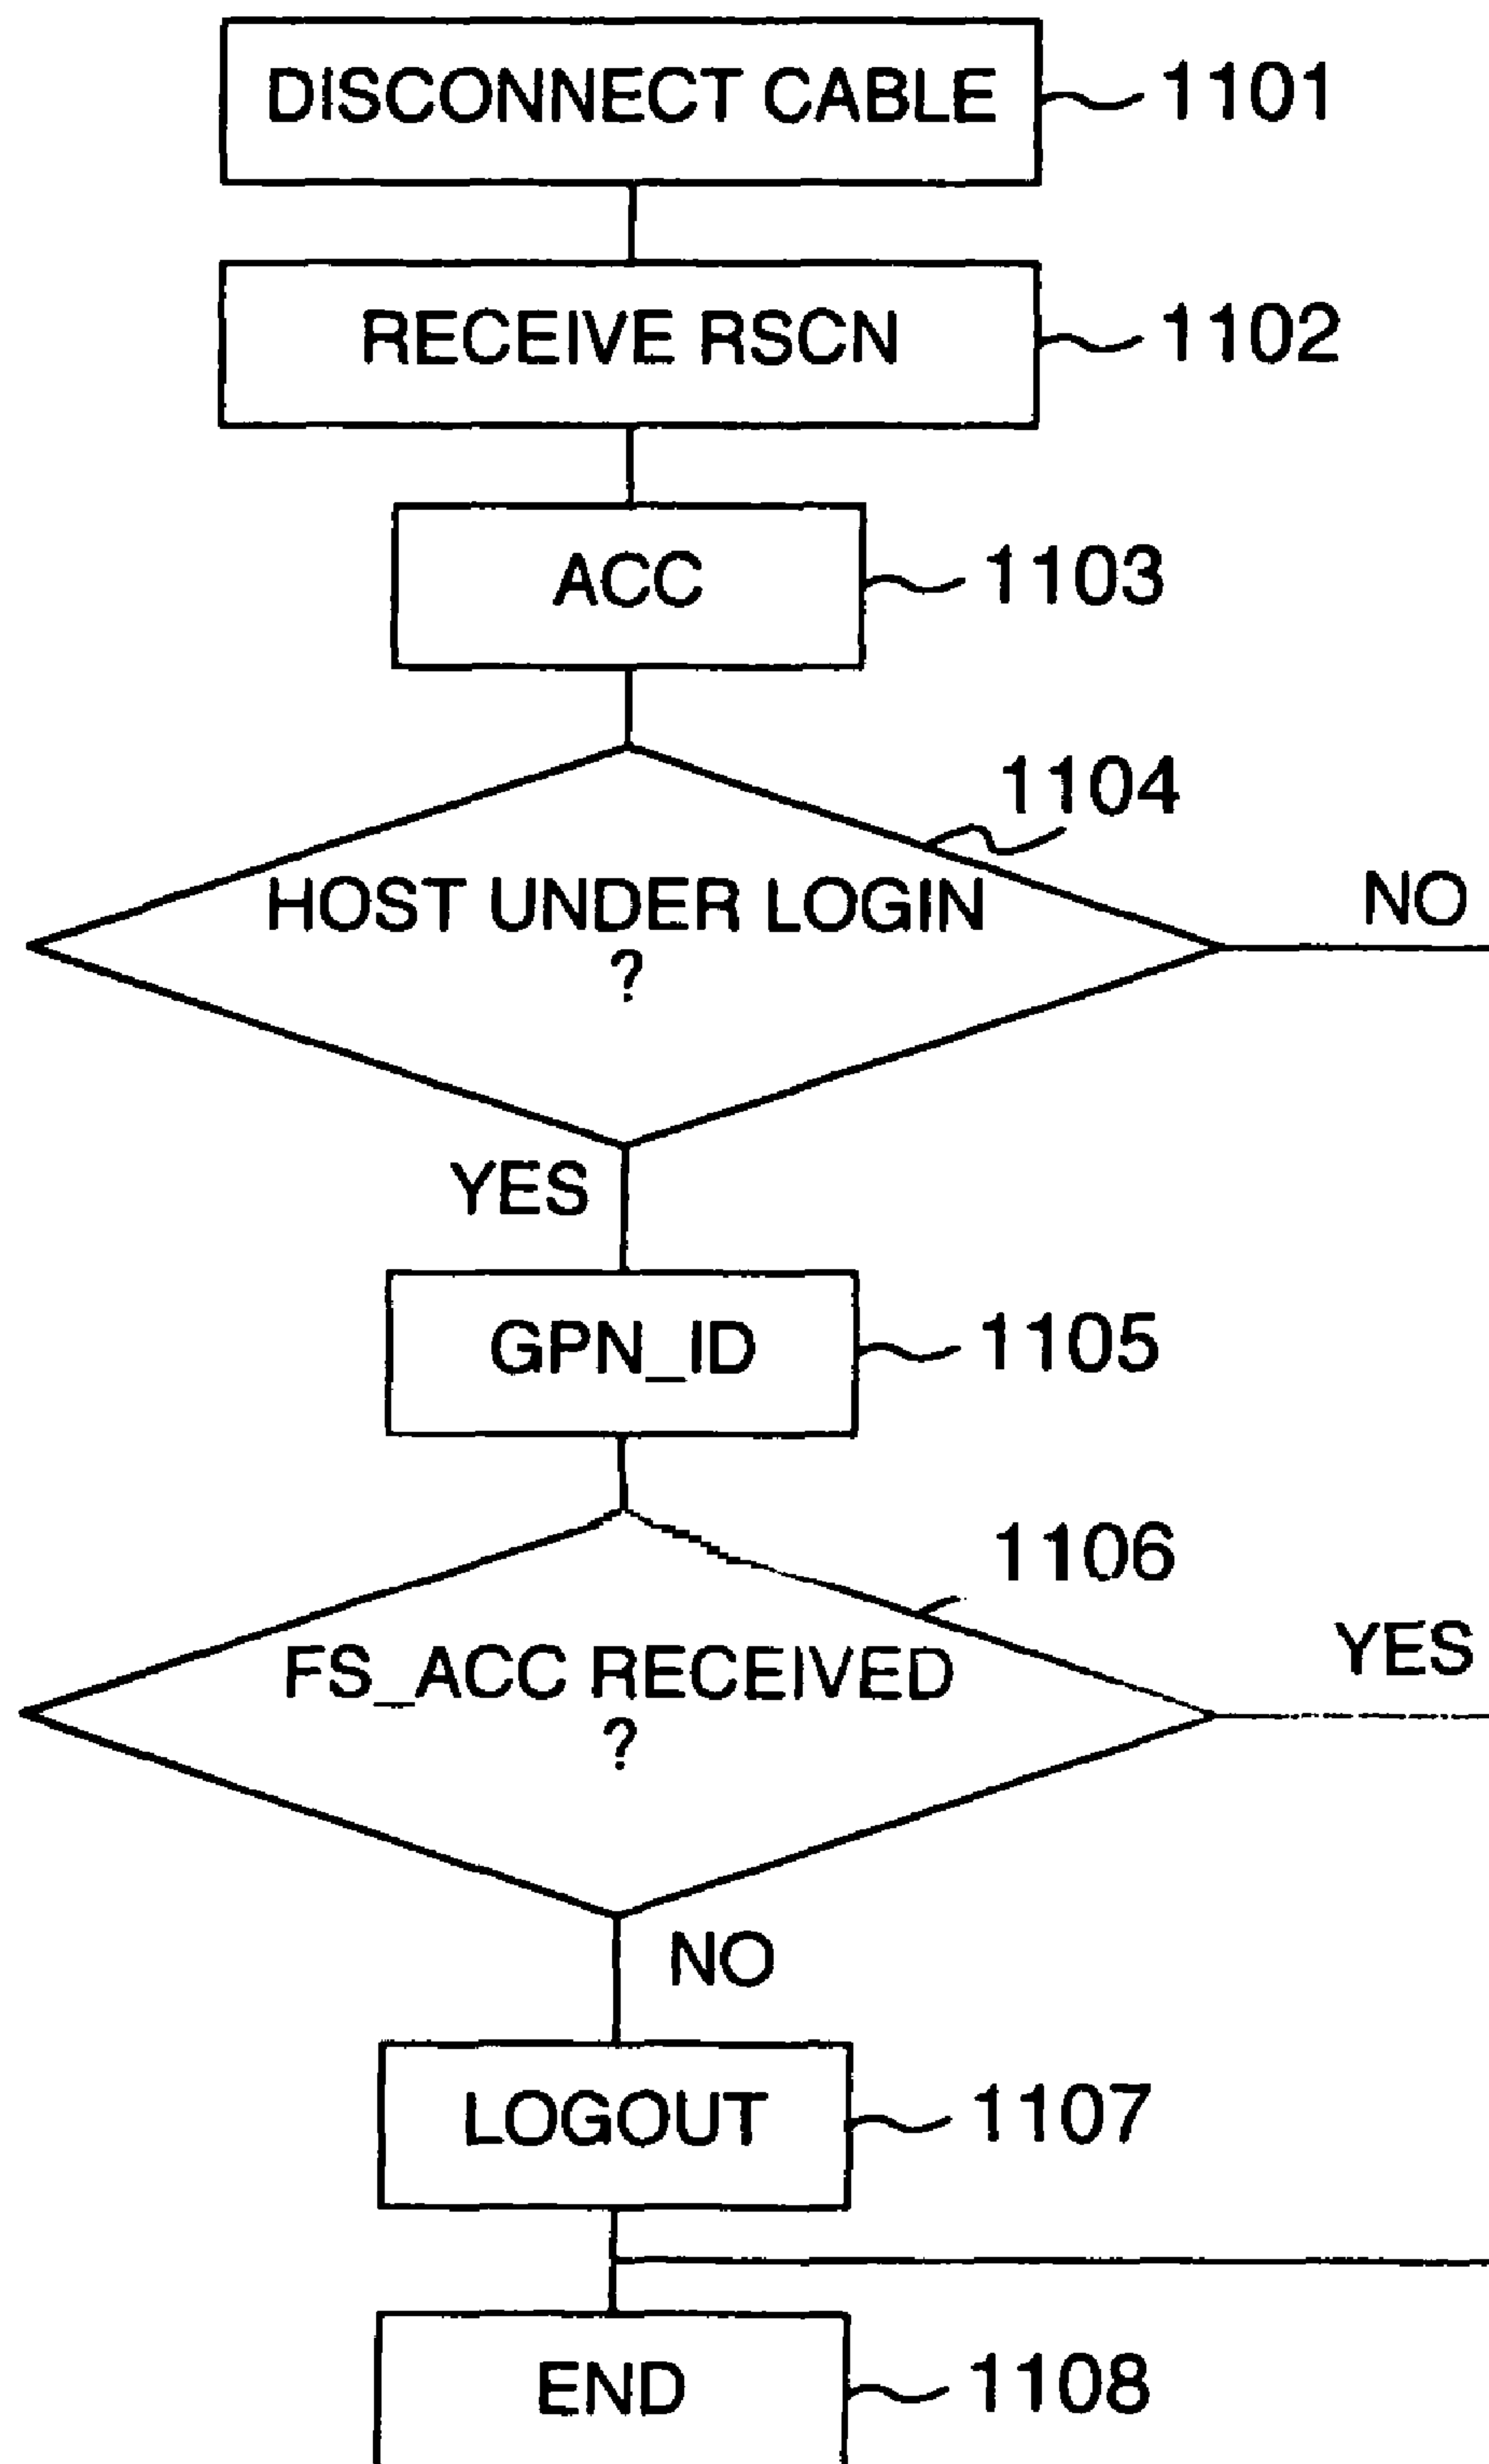 DISCONNECT CABLE 1101
RECEIVE RSCN 1102
ACC 1103
1104
HOST UNDER LOGIN
?
NO
YES
GPN_ID 1105
1106
FS_ACC RECEIVED
?
YES
NO
LOGOUT 1107
END 1108